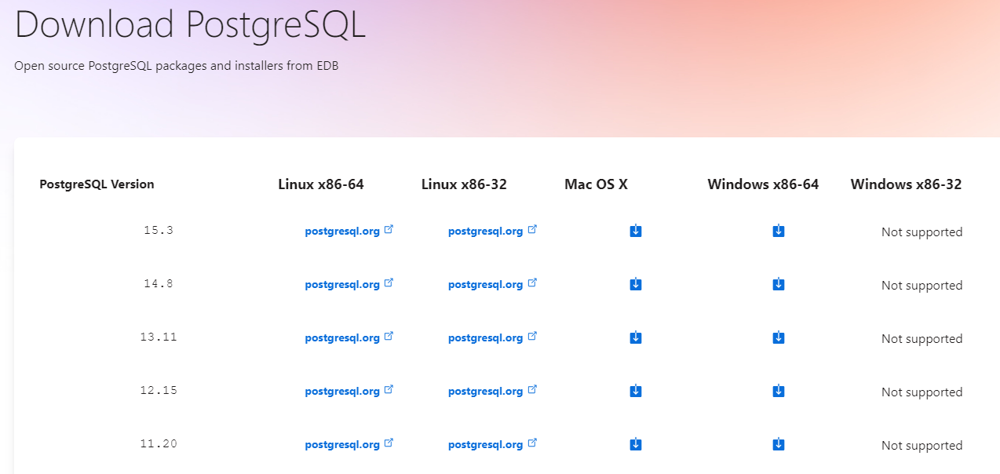 Download PostgreSQL
Open source PostgreSQL packages and installers from EDB
PostgreSQL Version Linux x86-64 Linux x86-32 Mac OS X Windows x86-64 Windows x86-32
15.3 postgresql.org postgresql.org Not supported
14.8 postgresql.org postgresql.org Not supported
13.11 postgresql.org postgresql.org Not supported
12.15 postgresql.org postgresql.org Not supported
11.20 postgresql.org postgresql.org Not supported